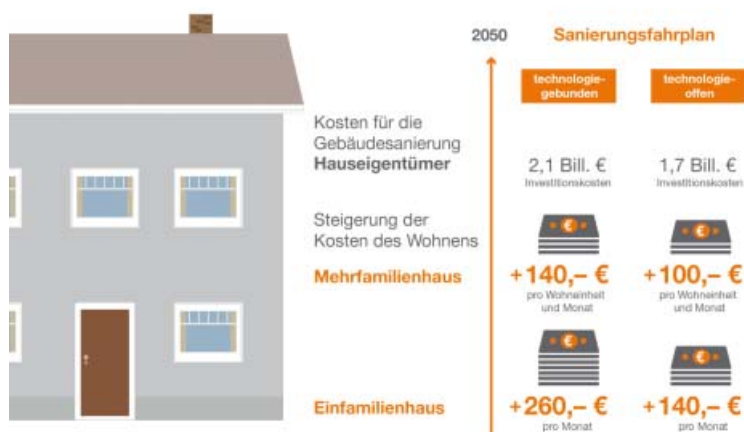 2050 Sanierungsfahrplan
technologie-
gebunden
technologie-
offen
Kosten für die
Gebäudesanierung
Hauseigentümer
2,1 Bill. €
Investitionskosten
1,7 Bill. €
Investitionskosten
Steigerung der
Kosten des Wohnens
Mehrfamilienhaus
€
+140,– €
pro Wohneinheit
und Monat
€
+100,– €
pro Wohneinheit
und Monat
Einfamilienhaus
€
+260,– €
pro Monat
€
+140,– €
pro Monat